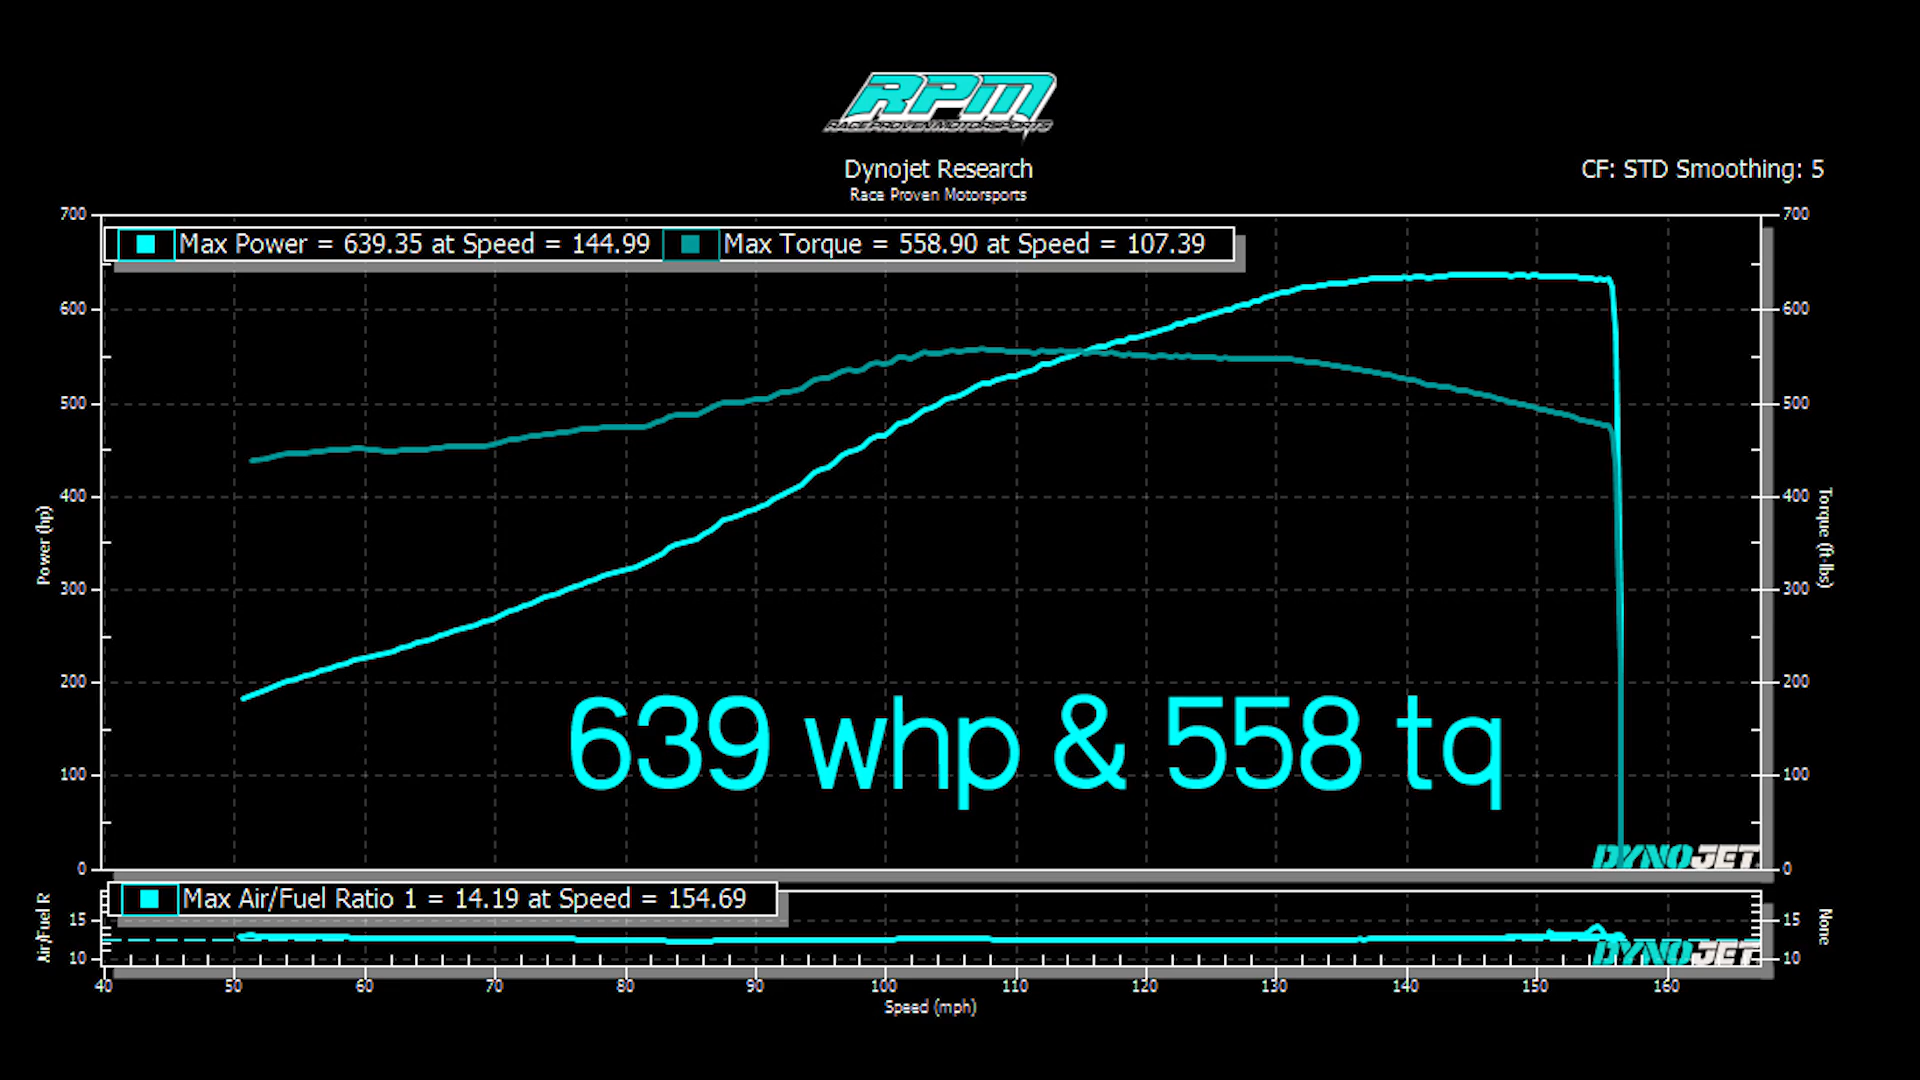 RPM
RACE PROVEN MOTORSPORTS
Dynojet Research
Race Proven Motorsports
CF: STD Smoothing: 5
Max Power = 639.35 at Speed = 144.99
Max Torque = 558.90 at Speed = 107.39
700
600
500
400
300
200
100
0
Power (hp)
700
600
500
400
300
200
100
0
Torque (ft-lbs)
639 whp & 558 tq
DYNOJET
Max Air/Fuel Ratio 1 = 14.19 at Speed = 154.69
Air/Fuel R
15
10
15
10
None
DYNOJET
40 50 60 70 80 90 100 110 120 130 140 150 160
Speed (mph)